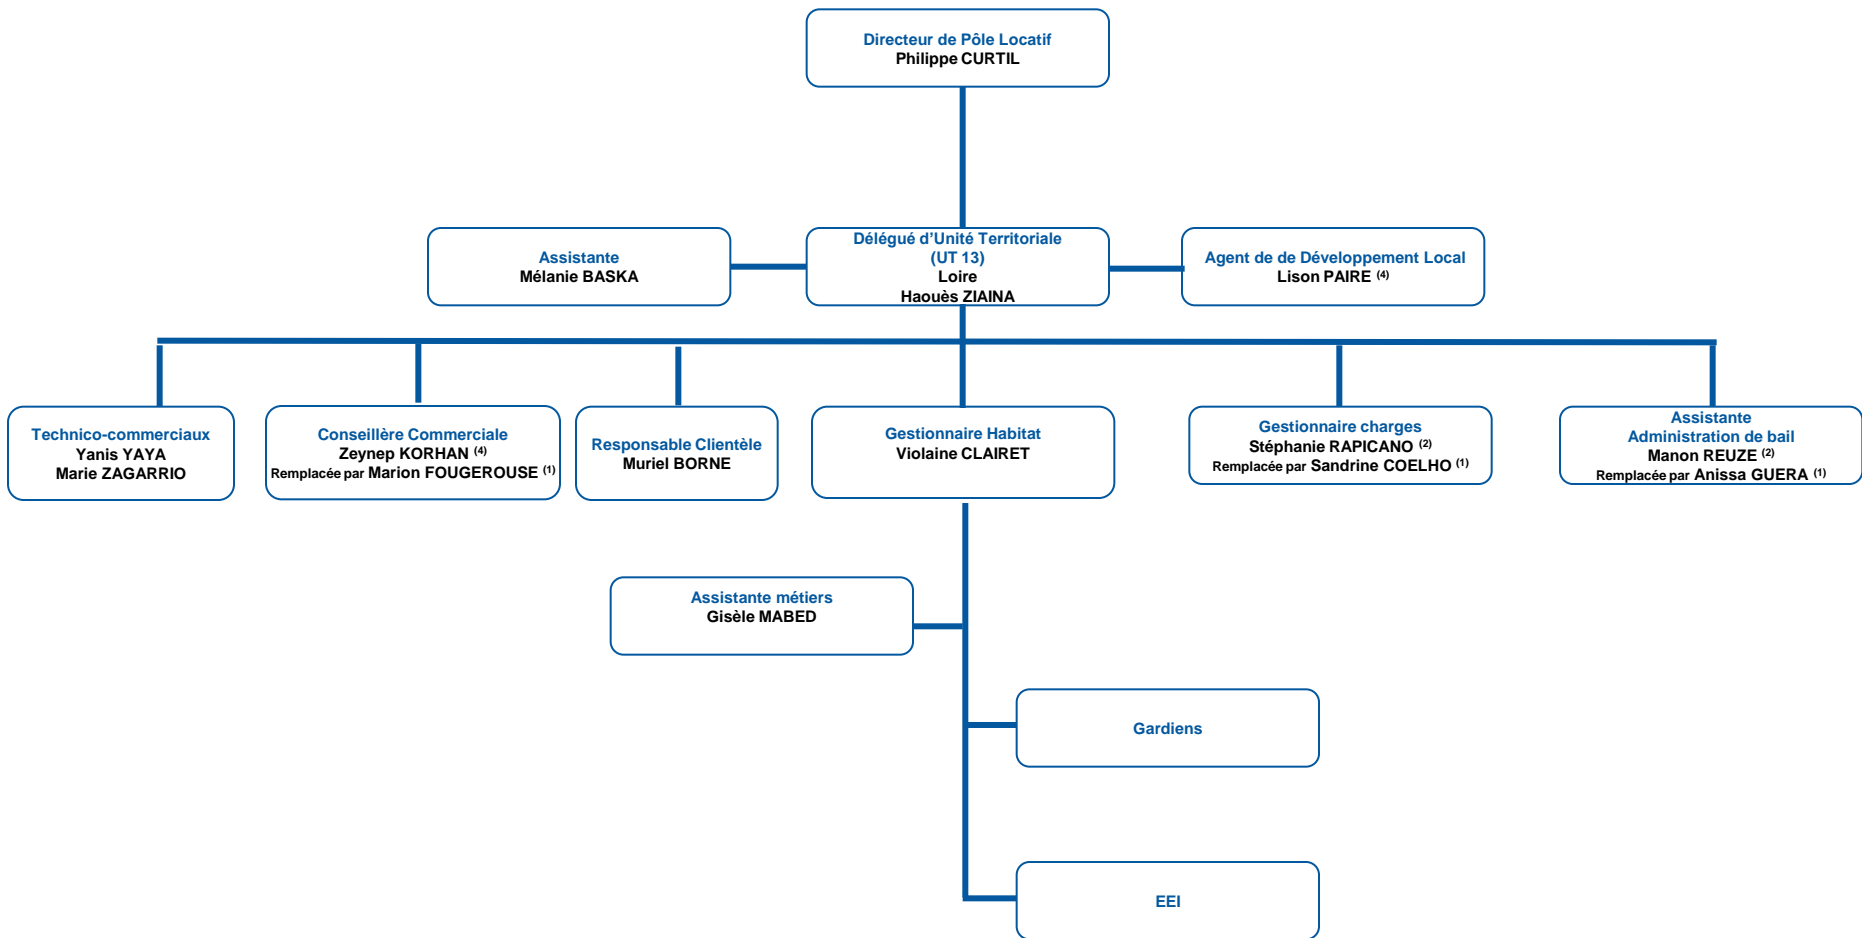 Directeur de Pôle Locatif
Philippe CURTIL
Assistante
Mélanie BASKA
Délégué d'Unité Territoriale
(UT 13)
Loire
Haouès ZIAINA
Agent de de Développement Local
Lison PAIRE (4)
Technico-commerciaux
Yanis YAYA
Marie ZAGARRIO
Conseillère Commerciale
Zeynep KORHAN (4)
Remplacée par Marion FOUGEROUSE (1)
Responsable Clientèle
Muriel BORNE
Gestionnaire Habitat
Violaine CLAIRET
Gestionnaire charges
Stéphanie RAPICANO (2)
Remplacée par Sandrine COELHO (1)
Assistante
Administration de bail
Manon REUZE (2)
Remplacée par Anissa GUERA (1)
Assistante métiers
Gisèle MABED
Gardiens
EEI